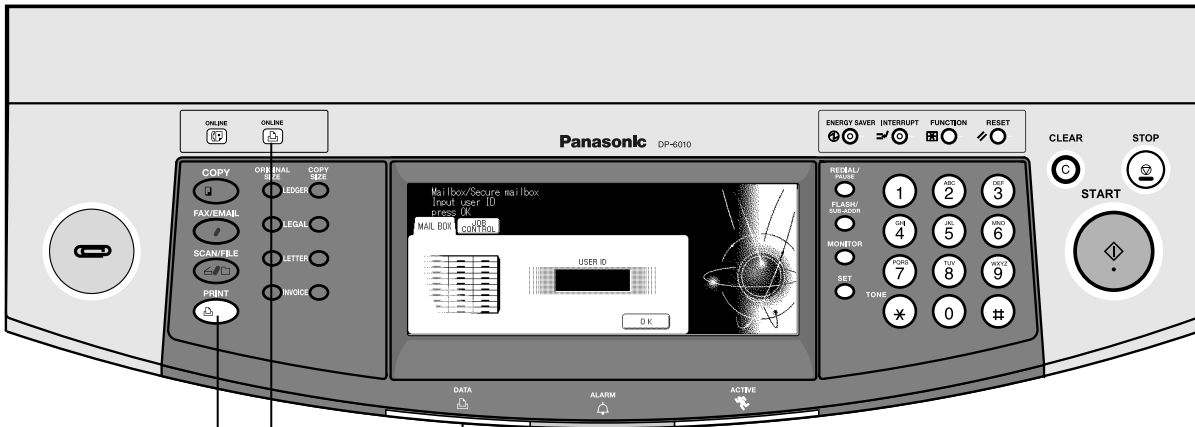 ONLINE
ONLINE
Panasonic DP-6010
ENERGY SAVER INTERRUPT FUNCTION RESET
CLEAR
STOP
START
COPY
FAX/EMAIL
SCAN/FILE
PRINT
ORIGINAL SIZE
COPY SIZE
LEDGER
LEGAL
LETTER
INVOICE
Mailbox/Secure mailbox
Input user ID
press OK
MAIL BOX
JOB
CONTROL
USER ID
OK
REDIAL/
PAUSE
FLASH/
SUB-ADDR
MONITOR
SET
TONE
1
ABC
2
DEF
3
GHI
4
JKL
5
MNO
6
PQRS
7
TUV
8
WXYZ
9
*
0
#
C
DATA
ALARM
ACTIVE